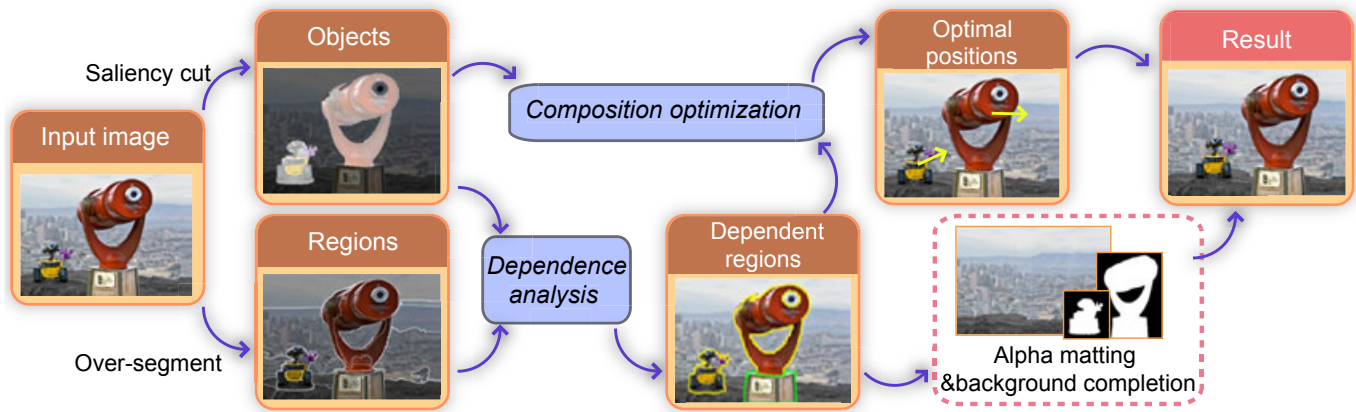 Saliency cut
Input image
Over-segment
Objects
Regions
Composition optimization
Dependence
analysis
Dependent
regions
Optimal
positions
Alpha matting
&background completion
Result